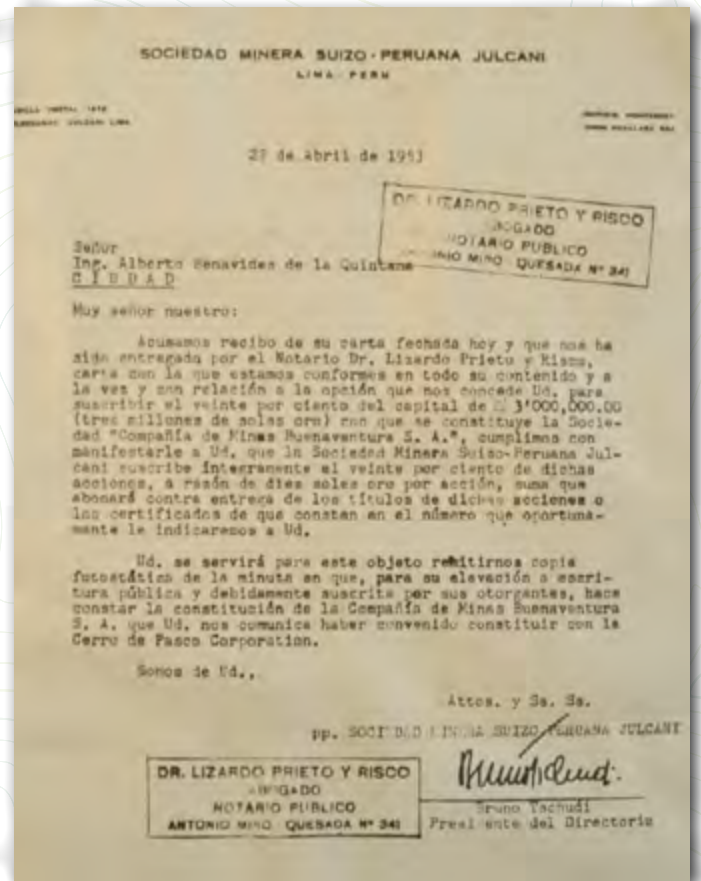 SOCIEDAD MINERA SUIZO-PERUANA JULCANI
LIMA - PERU
27 de Abril de 1953
DR. LIZARDO PRIETO Y RISCO
ABOGADO
NOTARIO PUBLICO
ANTONIO MIRO QUESADA Nº 341
Señor
Ing. Alberto Benavides de la Quintana
C I U D A D
Muy señor nuestro:
Acusamos recibo de su carta fechada hoy y que nos ha
sido entregada por el Notario Dr. Lizardo Prieto y Risco,
carta con la que estamos conformes en todo su contenido y a
la vez y con relación a la opción que nos concede Ud. para
suscribir el veinte por ciento del capital de 3'000,000.00
(tres millones de soles oro) con que se constituye la Socie-
dad "Compañía de Minas Buenaventura S. A.", cumplimos con
manifestarle a Ud. que la Sociedad Minera Suizo-Peruana Jul-
cani suscribe íntegramente el veinte por ciento de dichas
acciones, á razón de diez soles oro por acción, suma que
abonará contra entrega de los títulos de dichas acciones o
los certificados de que constan en el número que oportuna-
mente le indicaremos a Ud.
Ud. se servirá para este objeto remitirnos copia
fotostática de la minuta en que, para su elevación a escri-
tura pública y debidamente suscrita por sus otorgantes, hace
constar la constitución de la Compañía de Minas Buenaventura
S. A. que Ud. nos comunica haber convenido constituir con la
Cerro de Pasco Corporation.
Somos de Ud.,
Attos. y Ss. Ss.
pp. SOCIEDAD MINERA SUIZO PERUANA JULCANI
DR. LIZARDO PRIETO Y RISCO
ABOGADO
NOTARIO PUBLICO
ANTONIO MIRO QUESADA Nº 341
Bruno Tschudi
Presidente del Directorio